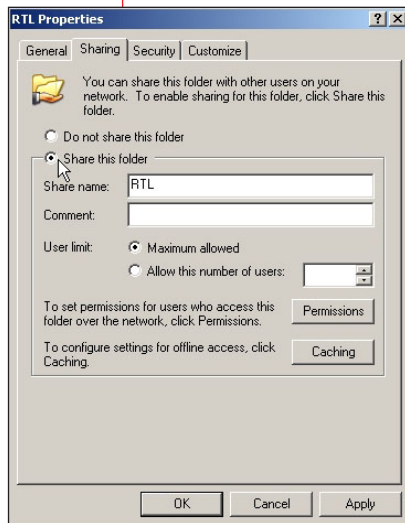 RTL Properties
General Sharing Security Customize
You can share this folder with other users on your
network. To enable sharing for this folder, click Share this
folder.
Do not share this folder
Share this folder
Share name: RTL
Comment:
User limit: Maximum allowed
Allow this number of users:
To set permissions for users who access this
folder over the network, click Permissions.
Permissions
To configure settings for offline access, click
Caching.
Caching
OK Cancel Apply